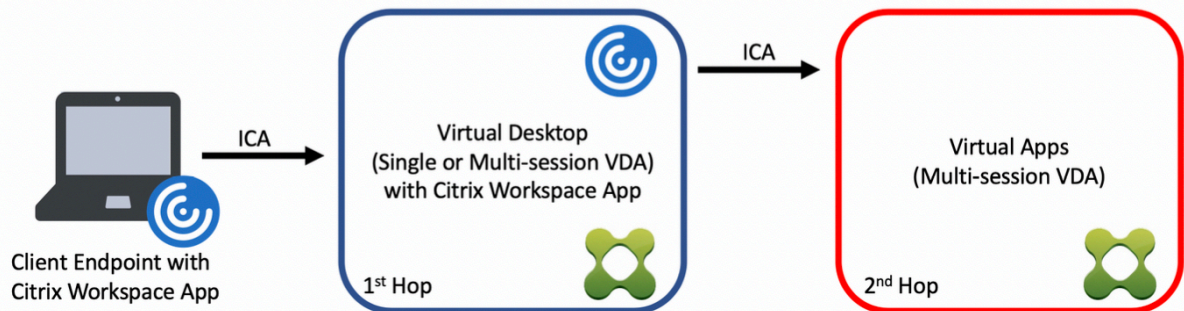 Client Endpoint with
Citrix Workspace App
ICA
Virtual Desktop
(Single or Multi-session VDA)
with Citrix Workspace App
1st Hop
ICA
Virtual Apps
(Multi-session VDA)
2nd Hop